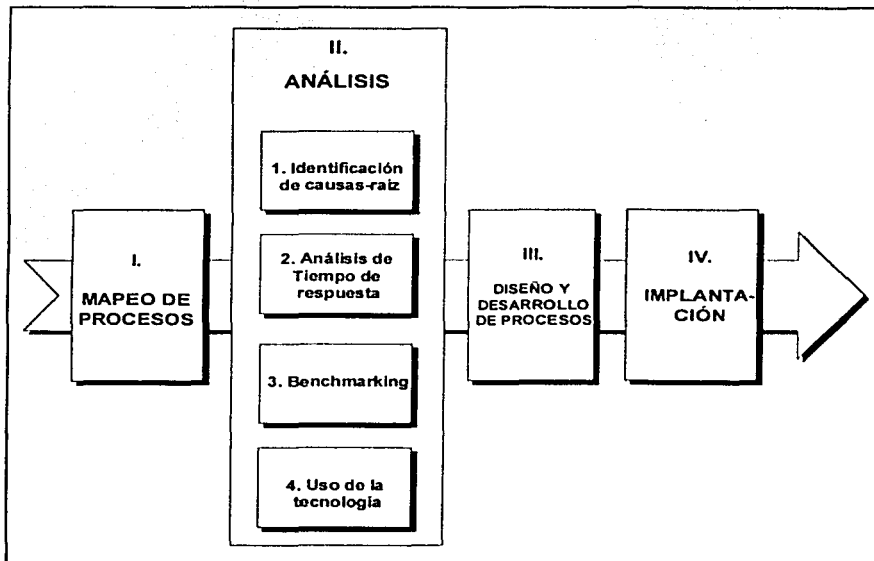 I.
MAPEO DE
PROCESOS
II.
ANÁLISIS
1. Identificación
de causas-raíz
2. Análisis de
Tiempo de
respuesta
3. Benchmarking
4. Uso de la
tecnología
III.
DISEÑO Y
DESARROLLO
DE PROCESOS
IV.
IMPLANTA-
CIÓN